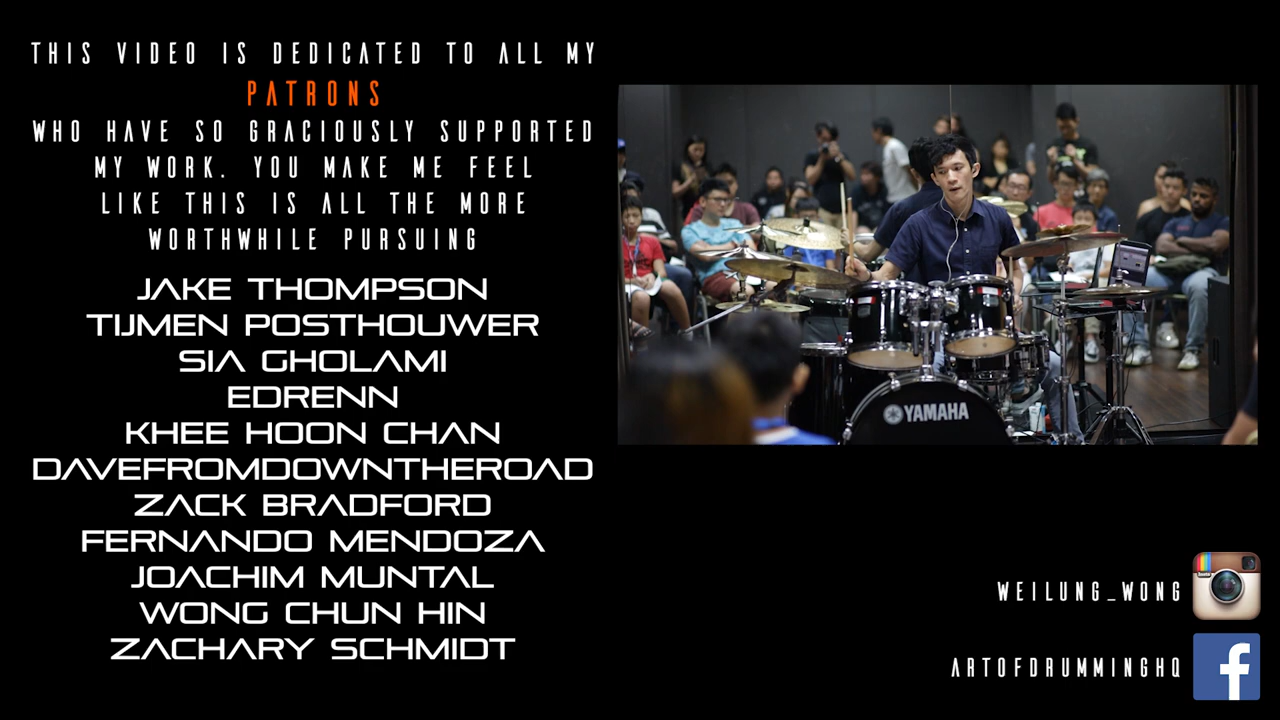 THIS VIDEO IS DEDICATED TO ALL MY
PATRONS
WHO HAVE SO GRACIOUSLY SUPPORTED
MY WORK. YOU MAKE ME FEEL
LIKE THIS IS ALL THE MORE
WORTHWHILE PURSUING
JAKE THOMPSON
TIJMEN POSTHOUWER
SIA GHOLAMI
EDRENN
KHEE HOON CHAN
DAVEFROMDOWNTHEROAD
ZACK BRADFORD
FERNANDO MENDOZA
JOACHIM MUNTAL
WONG CHUN HIN
ZACHARY SCHMIDT
YAMAHA
WEILUNG_WONG
ARTOFDRUMMINGHQ